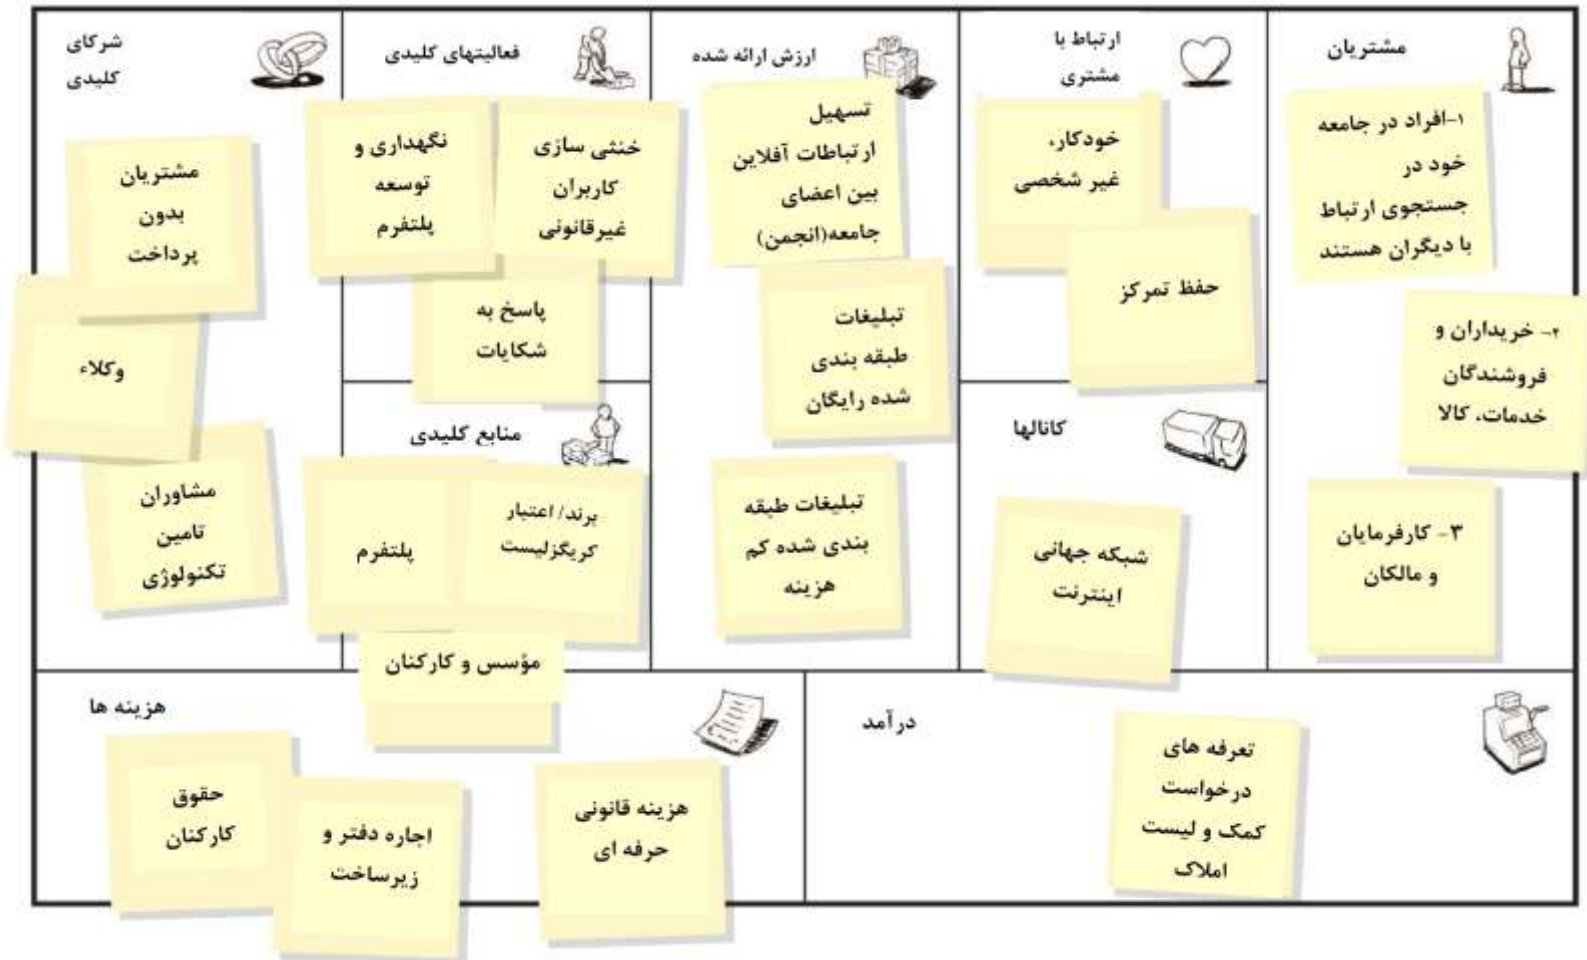 مشتریان
۱-افراد در جامعه
خود در
جستجوی ارتباط
با دیگران هستند
۲- خریداران و
فروشندگان
خدمات، کالا
۳- کارفرمایان
و مالکان
ارتباط با
مشتری
خودکار،
غیر شخصی
حفظ تمرکز
کانالها
شبکه جهانی
اینترنت
ارزش ارائه شده
تسهیل
ارتباطات آفلاین
بین اعضای
جامعه(انجمن)
تبلیغات
طبقه بندی
شده رایگان
تبلیغات طبقه
بندی شده کم
هزینه
فعالیتهای کلیدی
خنثی سازی
کاربران
غیرقانونی
نگهداری و
توسعه
پلتفرم
پاسخ به
شکایات
منابع کلیدی
برند/ اعتبار
کریگزلیست
پلتفرم
مؤسس و کارکنان
شرکای
کلیدی
مشتریان
بدون
پرداخت
وکلاء
مشاوران
تامین
تکنولوژی
درآمد
تعرفه های
درخواست
کمک و لیست
املاک
هزینه ها
هزینه قانونی
حرفه ای
اجاره دفتر و
زیرساخت
حقوق
کارکنان